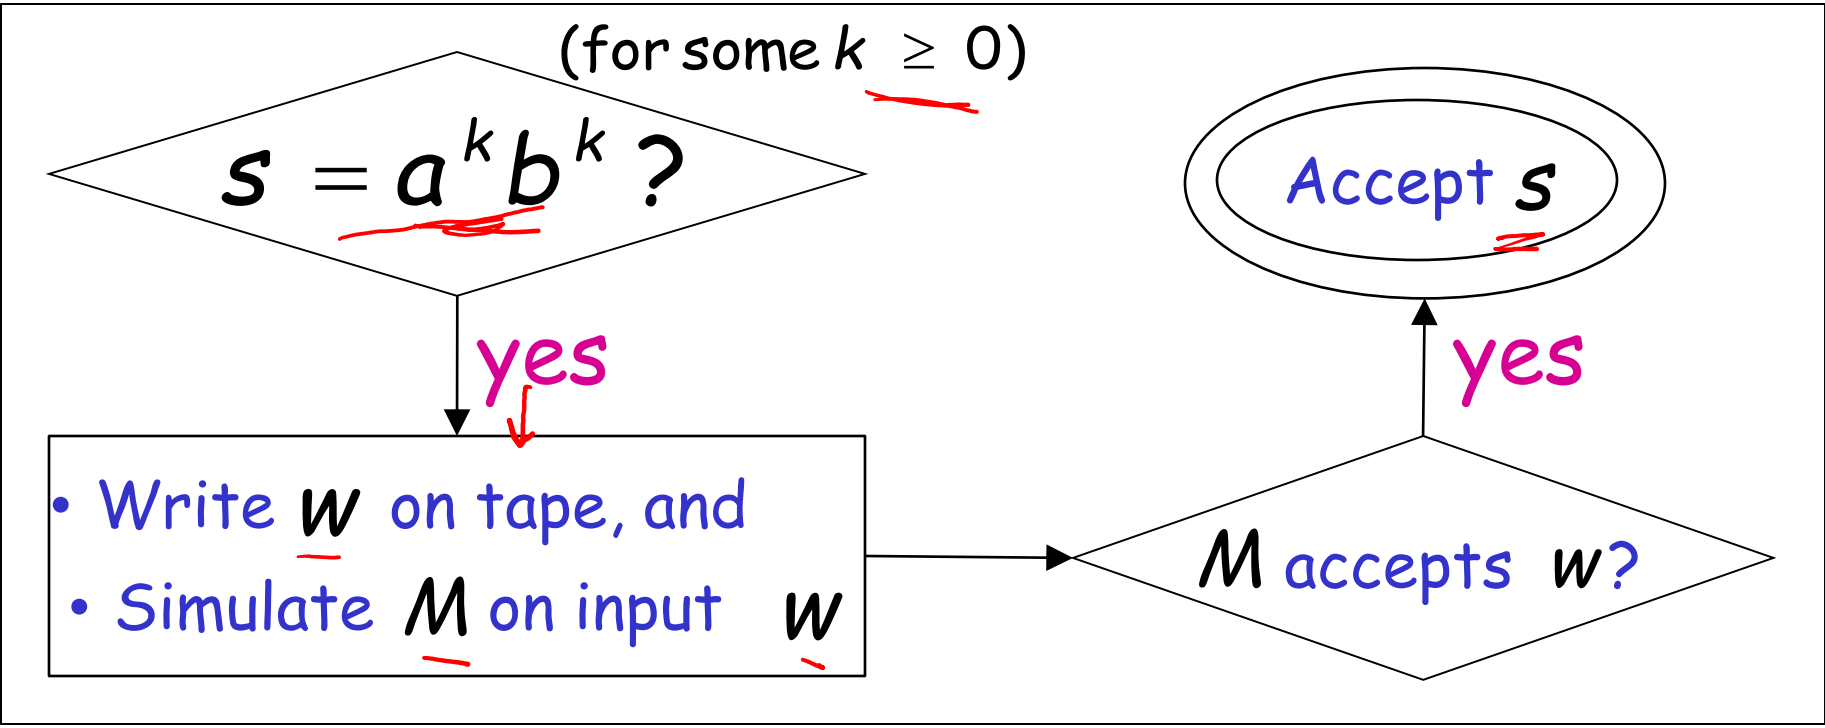 (for some k ≥ 0)
s = a^k b^k ?
yes
• Write w on tape, and
• Simulate M on input w
M accepts w?
yes
Accept s